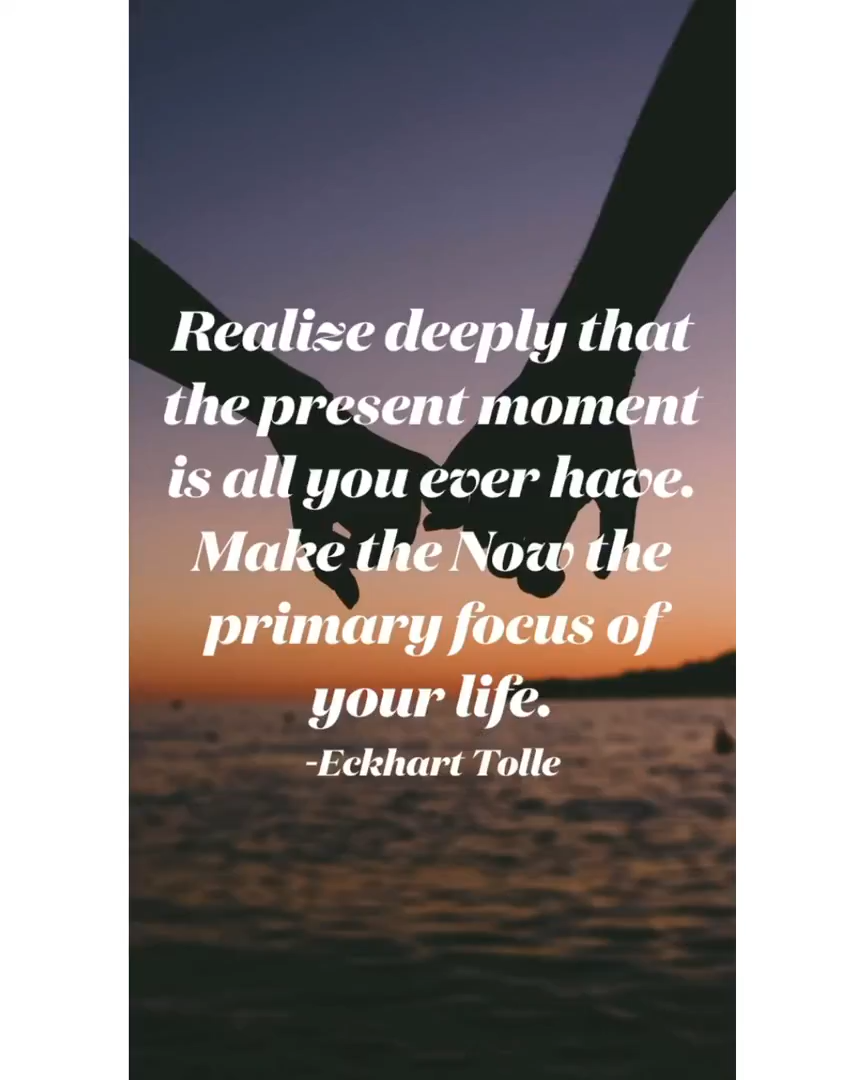 Realize deeply that
the present moment
is all you ever have.
Make the Now the
primary focus of
your life.
-Eckhart Tolle